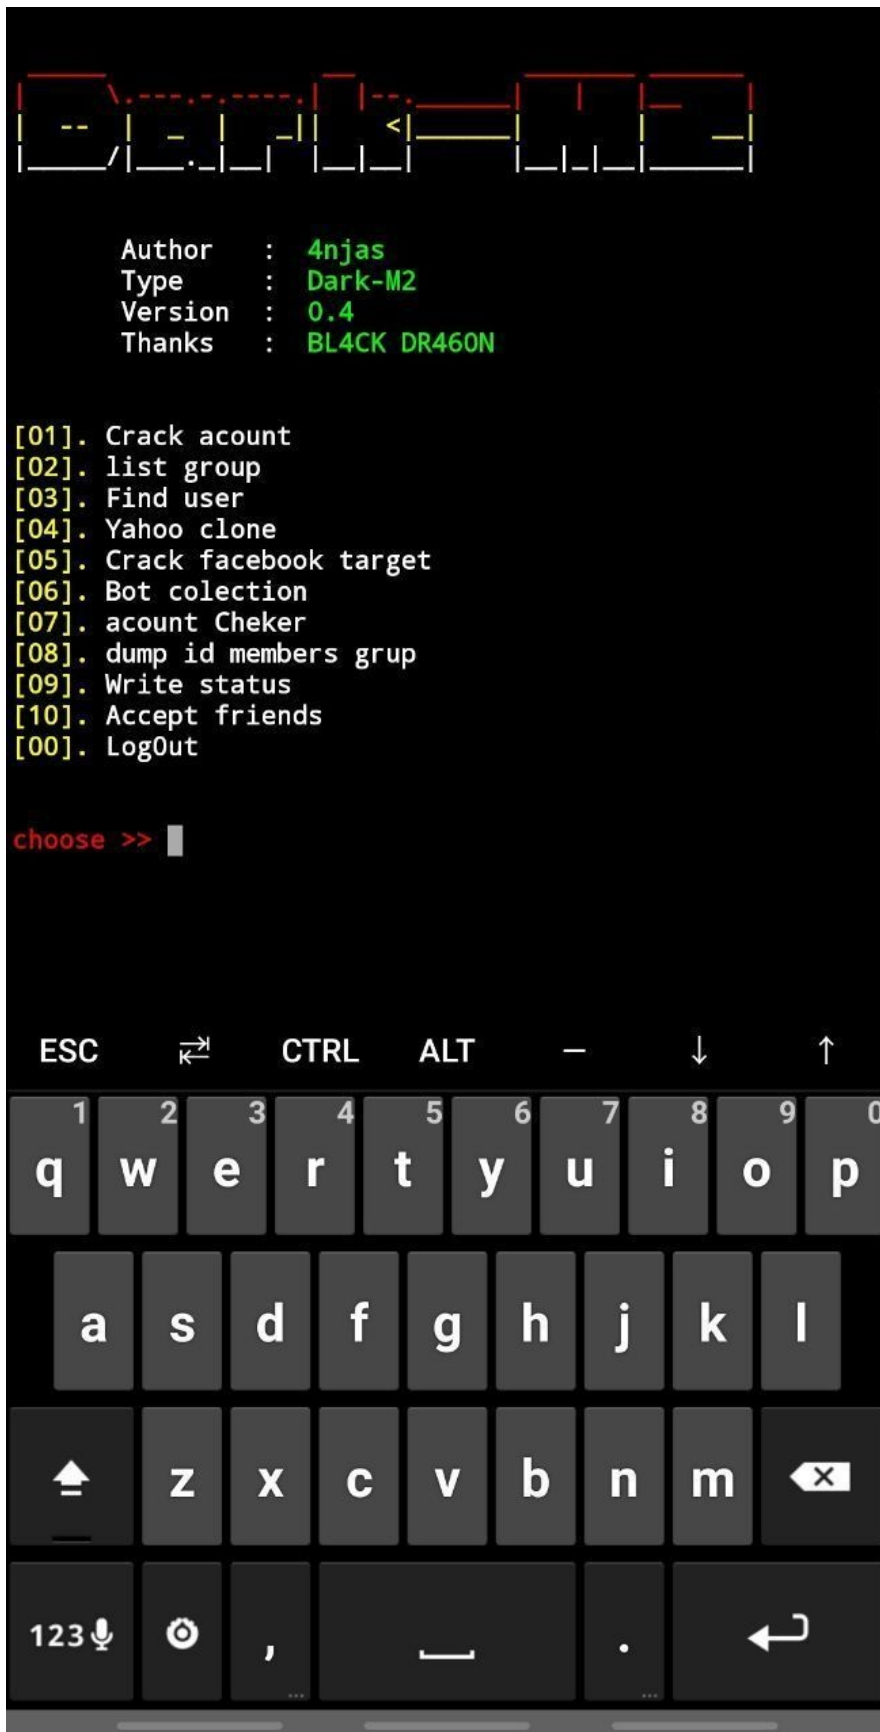 Author : 4njas
Type : Dark-M2
Version : 0.4
Thanks : BL4CK DR460N
[01]. Crack acount
[02]. list group
[03]. Find user
[04]. Yahoo clone
[05]. Crack facebook target
[06]. Bot colection
[07]. acount Cheker
[08]. dump id members grup
[09]. Write status
[10]. Accept friends
[00]. LogOut
choose >>
ESC CTRL ALT – ↓ ↑
1 2 3 4 5 6 7 8 9 0
q w e r t y u i o p
a s d f g h j k l
z x c v b n m
123 , .